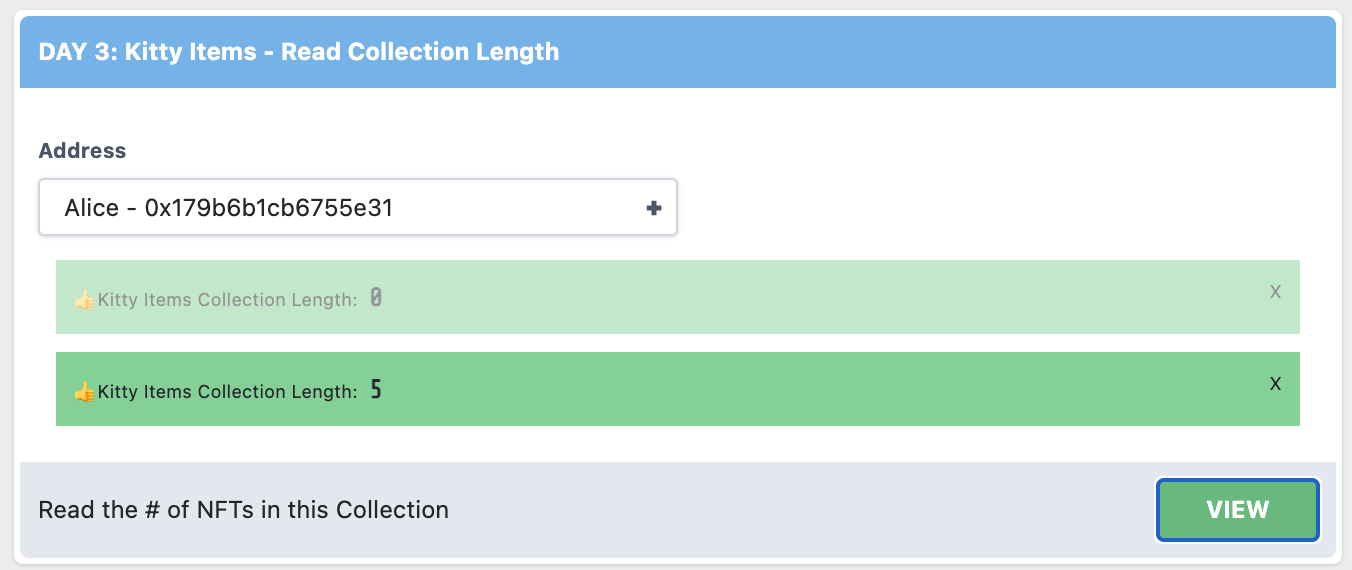 DAY 3: Kitty Items - Read Collection Length
Address
Alice - 0x179b6b1cb6755e31
👍Kitty Items Collection Length: 0
X
👍Kitty Items Collection Length: 5
X
Read the # of NFTs in this Collection
VIEW